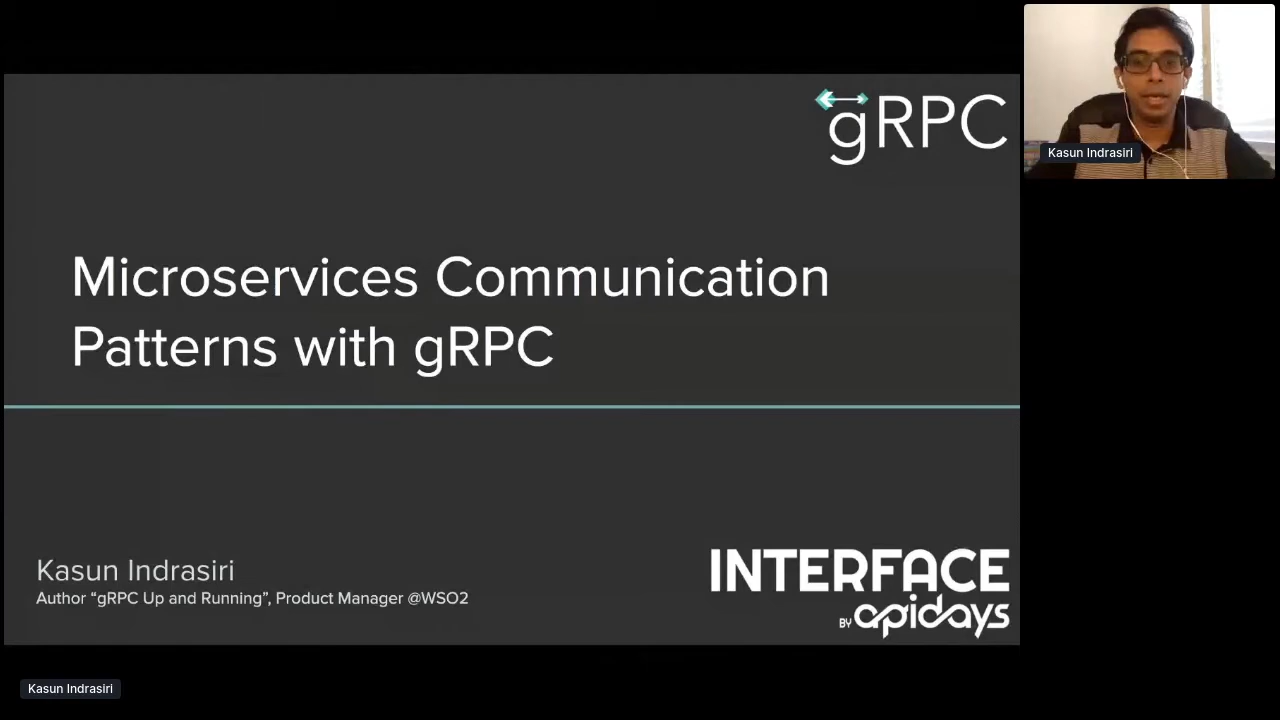 gRPC
Kasun Indrasiri
Microservices Communication
Patterns with gRPC
Kasun Indrasiri
Author “gRPC Up and Running”, Product Manager @WSO2
INTERFACE
BY apidays
Kasun Indrasiri